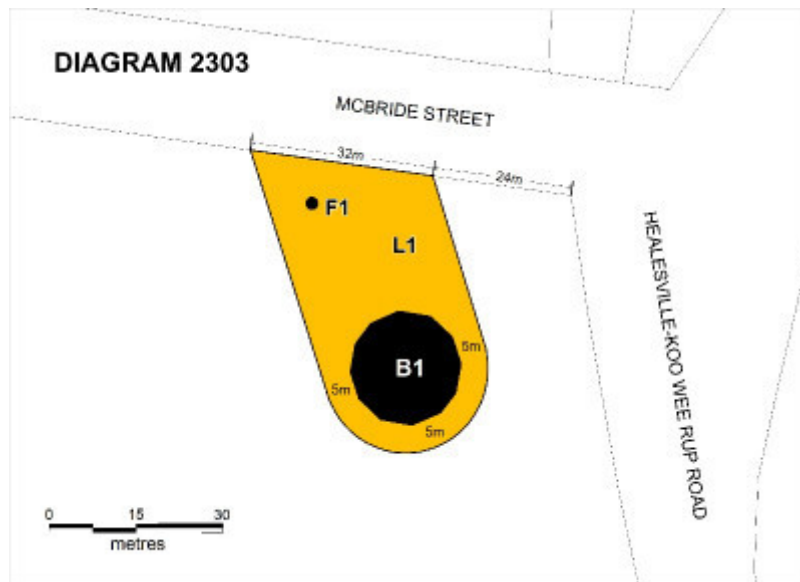 DIAGRAM 2303
MCBRIDE STREET
32m
24m
F1
L1
HEALESVILLE-KOO WEE RUP ROAD
5m
B1
5m
5m
0 15 30
metres